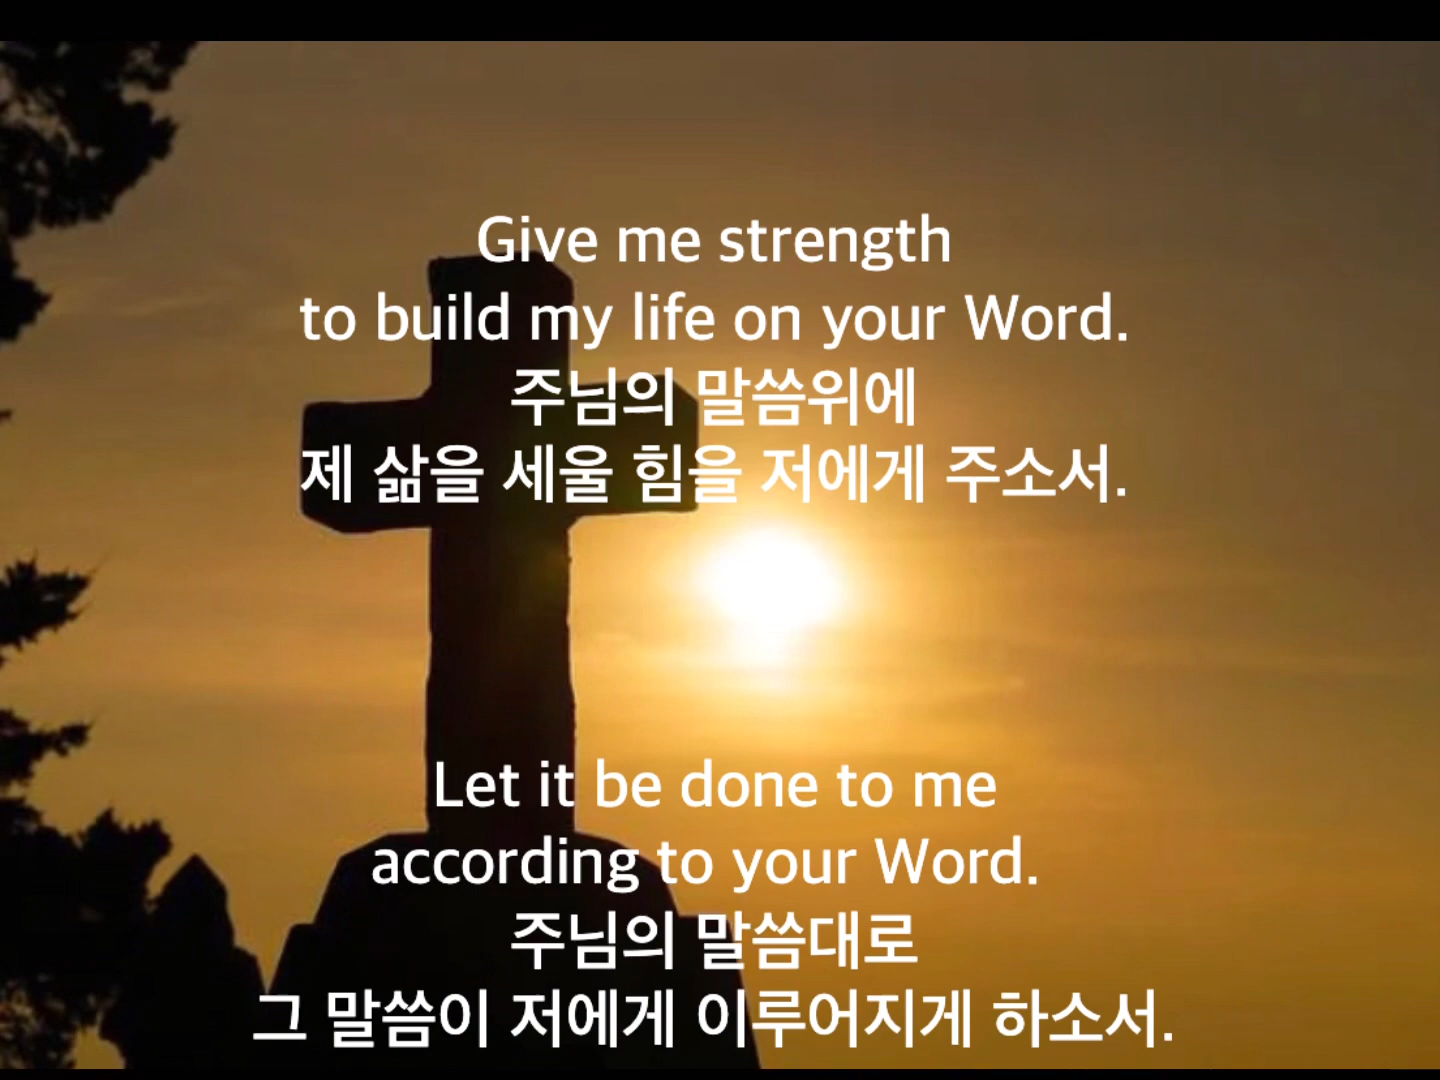 Give me strength
to build my life on your Word.
주님의 말씀위에
제 삶을 세울 힘을 저에게 주소서.
Let it be done to me
according to your Word.
주님의 말씀대로
그 말씀이 저에게 이루어지게 하소서.